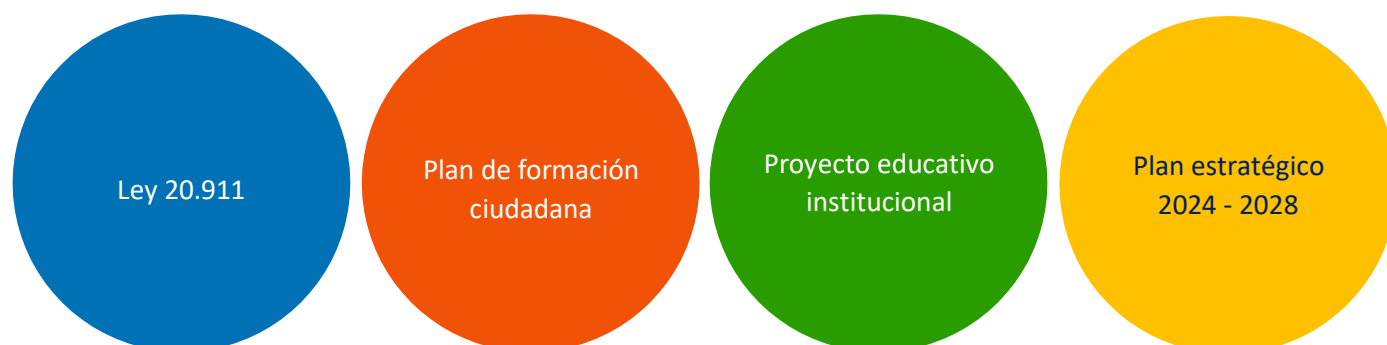 Ley 20.911
Plan de formación
ciudadana
Proyecto educativo
institucional
Plan estratégico
2024 - 2028